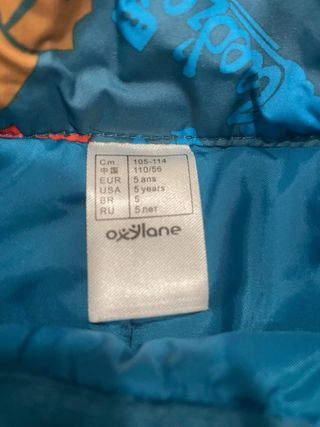 Cm 105-114
中国 110/56
EUR 5 ans
USA 5 years
BR 5
RU 5 лет
oxylane